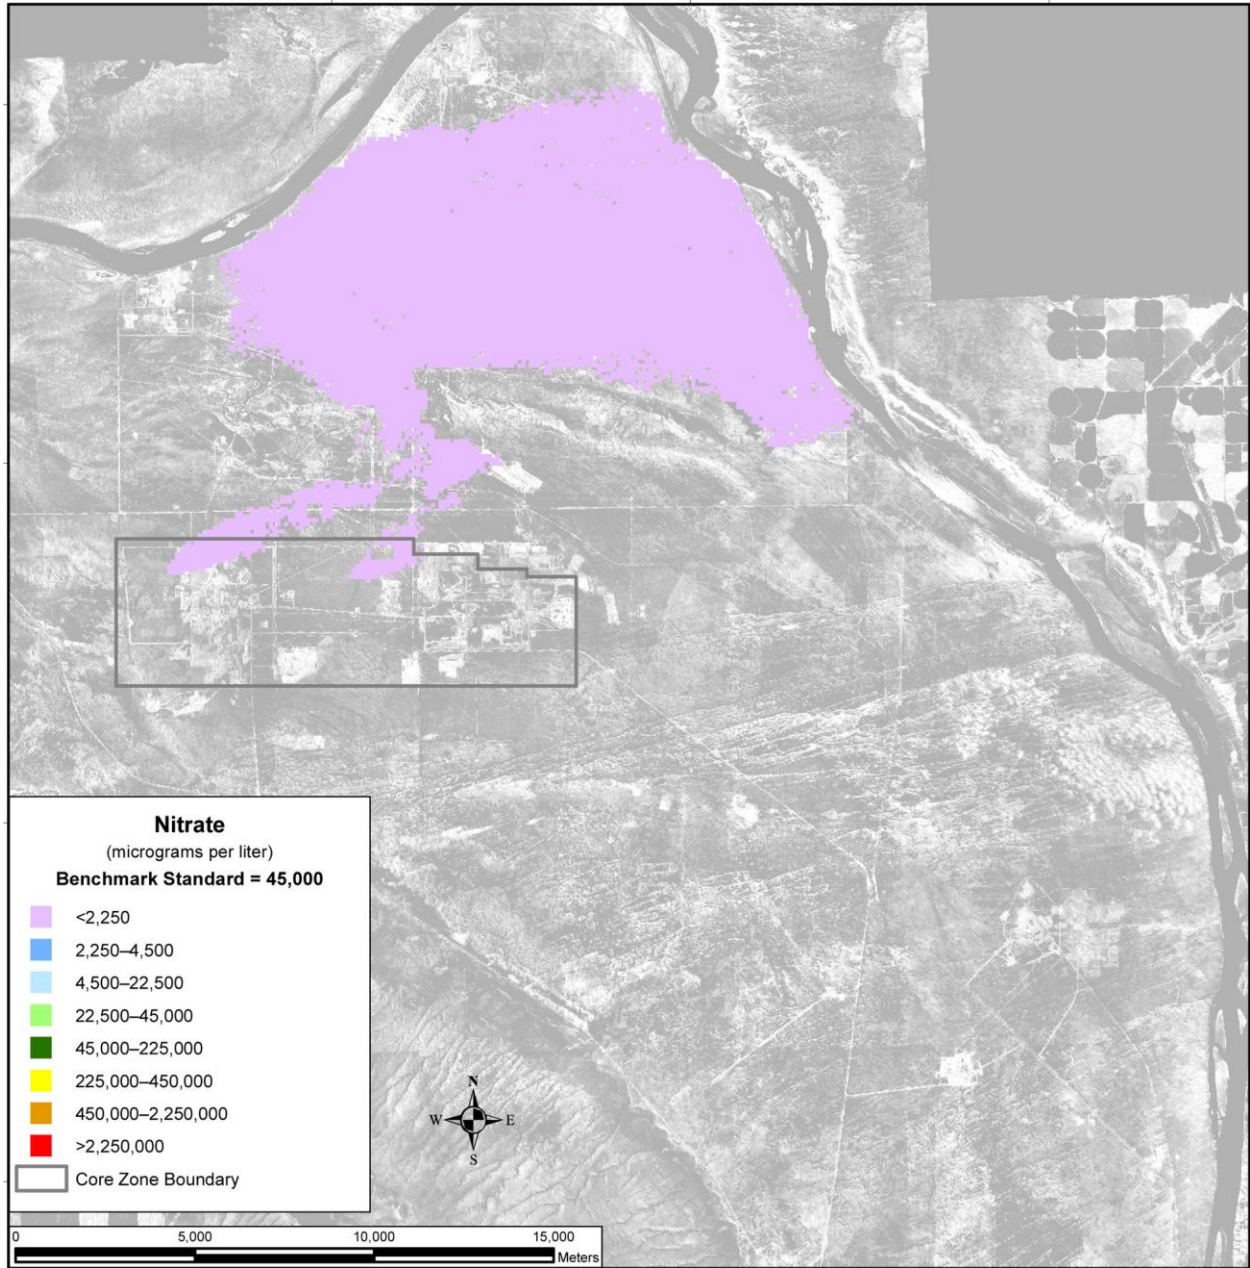 Nitrate
(micrograms per liter)
Benchmark Standard = 45,000
<2,250
2,250–4,500
4,500–22,500
22,500–45,000
45,000–225,000
225,000–450,000
450,000–2,250,000
>2,250,000
Core Zone Boundary
N
W E
S
0 5,000 10,000 15,000
Meters